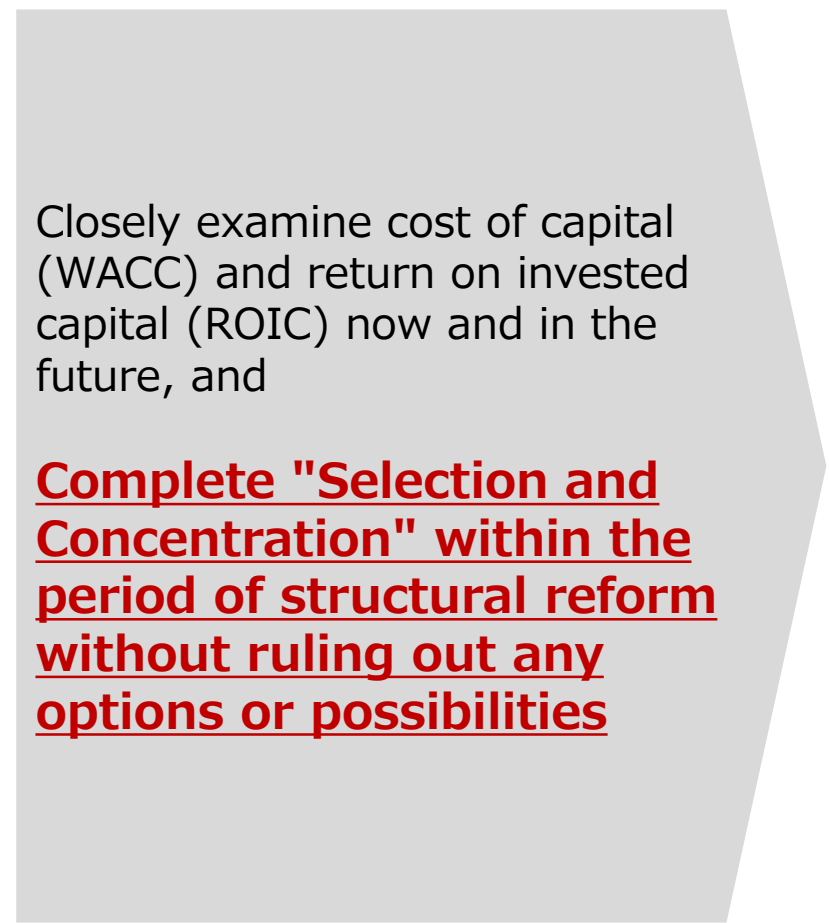 Closely examine cost of capital
(WACC) and return on invested
capital (ROIC) now and in the
future, and
Complete "Selection and
Concentration" within the
period of structural reform
without ruling out any
options or possibilities